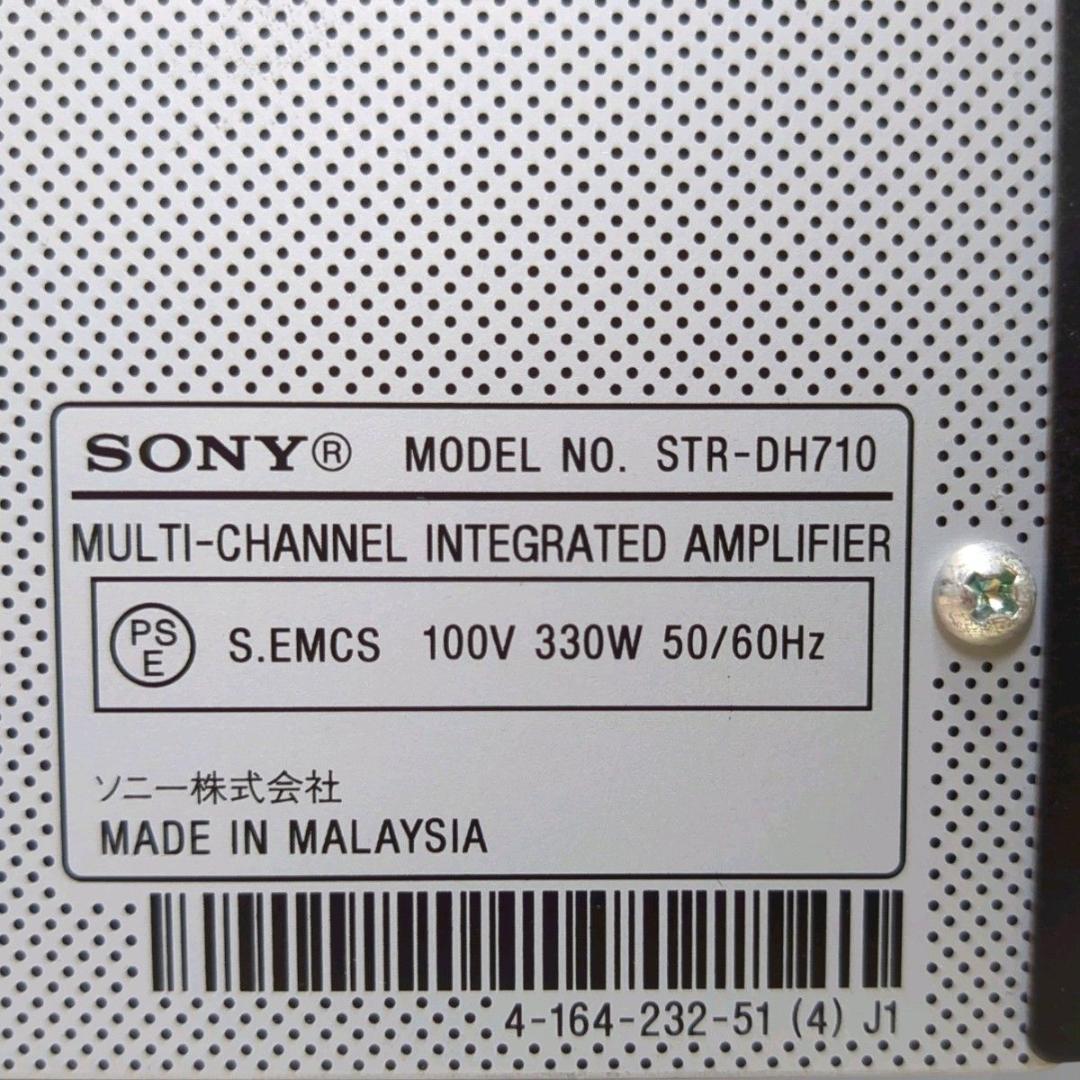 SONY® MODEL NO. STR-DH710
MULTI-CHANNEL INTEGRATED AMPLIFIER
PS
E
S.EMCS 100V 330W 50/60Hz
ソニー株式会社
MADE IN MALAYSIA
4-164-232-51 (4) J1